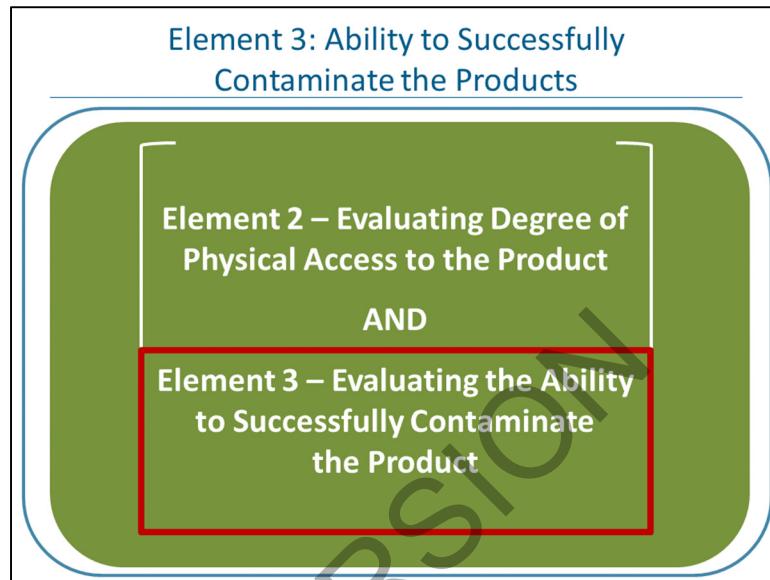 Element 3: Ability to Successfully
Contaminate the Products
Element 2 – Evaluating Degree of
Physical Access to the Product
AND
Element 3 – Evaluating the Ability
to Successfully Contaminate
the Product
RSION